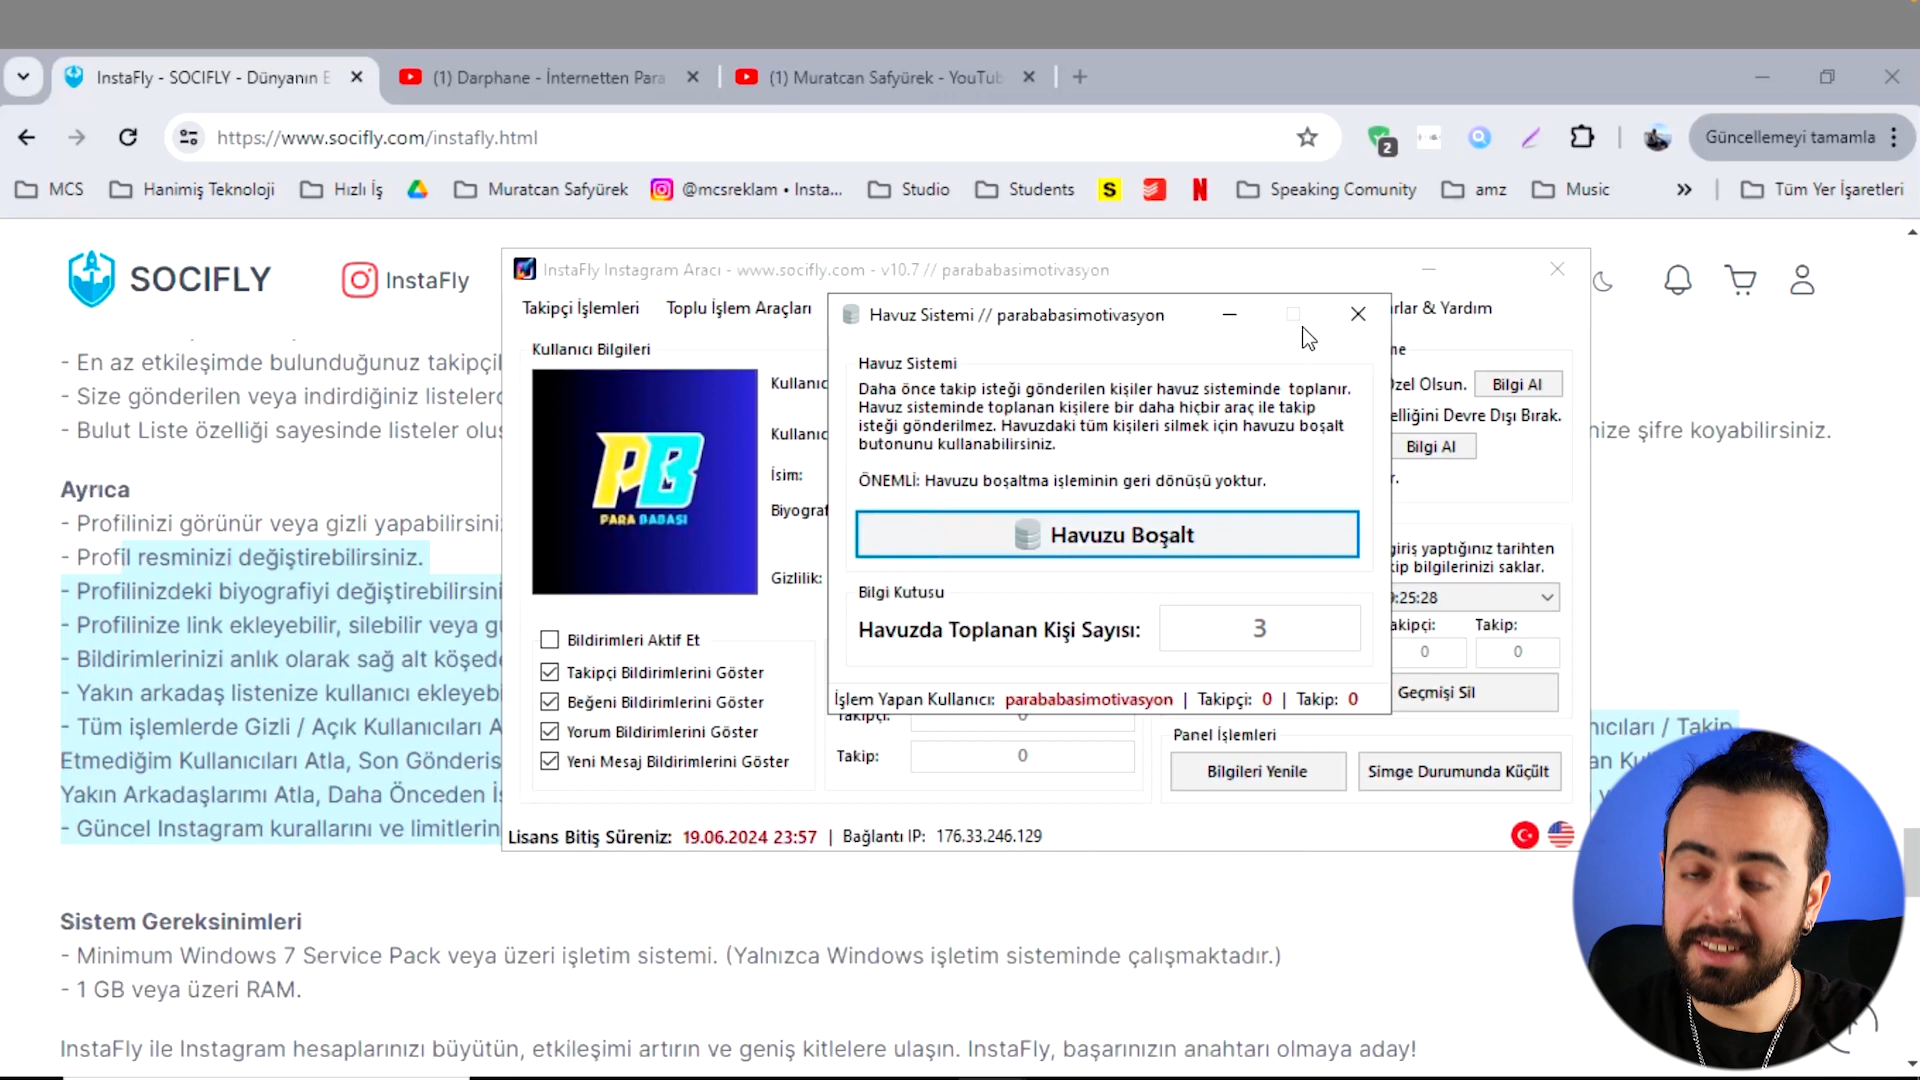 InstaFly - SOCIFLY - Dünyanın E
(1) Darphane - İnternetten Para
(1) Muratcan Safyürek - YouTub
https://www.socifly.com/instafly.html
2
Güncellemeyi tamamla
MCS
Hanimiş Teknoloji
Hızlı İş
Muratcan Safyürek
@mcsreklam • Insta...
Studio
Students
S
N
Speaking Comunity
amz
Music
»
Tüm Yer İşaretleri
SOCIFLY
InstaFly
- En az etkileşimde bulunduğunuz takipçil
- Size gönderilen veya indirdiğiniz listelerd
- Bulut Liste özelliği sayesinde listeler oluş
nize şifre koyabilirsiniz.
Ayrıca
- Profilinizi görünür veya gizli yapabilirsini
- Profil resminizi değiştirebilirsiniz.
- Profilinizdeki biyografiyi değiştirebilirsini
- Profilinize link ekleyebilir, silebilir veya gü
- Bildirimlerinizi anlık olarak sağ alt köşede
- Yakın arkadaş listenize kullanıcı ekleyebi
- Tüm işlemlerde Gizli / Açık Kullanıcıları A
nıcıları / Takip
Etmediğim Kullanıcıları Atla, Son Gönderis
Yakın Arkadaşlarımı Atla, Daha Önceden İş
- Güncel Instagram kurallarını ve limitlerin
InstaFly Instagram Aracı - www.socifly.com - v10.7 // parababasimotivasyon
Takipçi İşlemleri
Toplu İşlem Araçları
rlar & Yardım
Kullanıcı Bilgileri
PB
PARA BABASI
Kullanıc
Kullanıc
İsim:
Biyograf
Gizlilik:
Bildirimleri Aktif Et
Takipçi Bildirimlerini Göster
Beğeni Bildirimlerini Göster
Yorum Bildirimlerini Göster
Yeni Mesaj Bildirimlerini Göster
Takipçi:
0
Takip:
0
Havuz Sistemi // parababasimotivasyon
Havuz Sistemi
Daha önce takip isteği gönderilen kişiler havuz sisteminde toplanır.
Havuz sisteminde toplanan kişilere bir daha hiçbir araç ile takip
isteği gönderilmez. Havuzdaki tüm kişileri silmek için havuzu boşalt
butonunu kullanabilirsiniz.
ÖNEMLİ: Havuzu boşaltma işleminin geri dönüşü yoktur.
Havuzu Boşalt
Bilgi Kutusu
Havuzda Toplanan Kişi Sayısı:
3
İşlem Yapan Kullanıcı: parababasimotivasyon | Takipçi: 0 | Takip: 0
me
Özel Olsun.
Bilgi Al
elliğini Devre Dışı Bırak.
Bilgi Al
r.
giriş yaptığınız tarihten
kip bilgilerinizi saklar.
9:25:28
akipçi:
Takip:
0
0
Geçmişi Sil
Panel İşlemleri
Bilgileri Yenile
Simge Durumunda Küçült
Lisans Bitiş Süreniz: 19.06.2024 23:57 | Bağlantı IP: 176.33.246.129
Sistem Gereksinimleri
- Minimum Windows 7 Service Pack veya üzeri işletim sistemi. (Yalnızca Windows işletim sisteminde çalışmaktadır.)
- 1 GB veya üzeri RAM.
InstaFly ile Instagram hesaplarınızı büyütün, etkileşimi artırın ve geniş kitlelere ulaşın. InstaFly, başarınızın anahtarı olmaya aday!